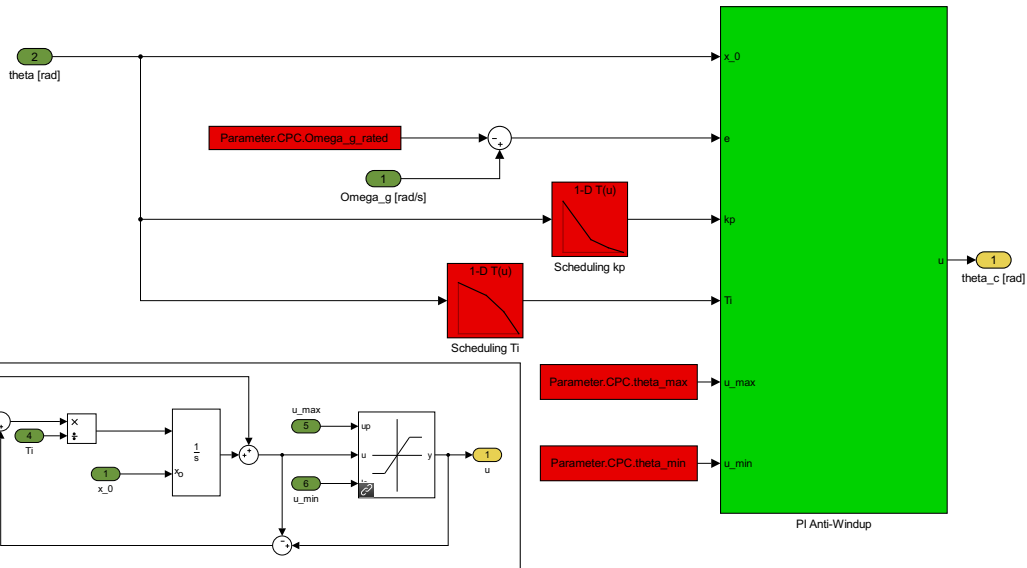 2
theta [rad]
x_0
Parameter.CPC.Omega_g_rated
e
1
Omega_g [rad/s]
1-D T(u)
Scheduling kp
kp
1-D T(u)
Scheduling Ti
Ti
u
1
theta_c [rad]
Parameter.CPC.theta_max
u_max
Parameter.CPC.theta_min
u_min
PI Anti-Windup
4
Ti
×
÷
1
x_0
1
s
xo
u_max
5
up
u
y
6
u_min
1
u